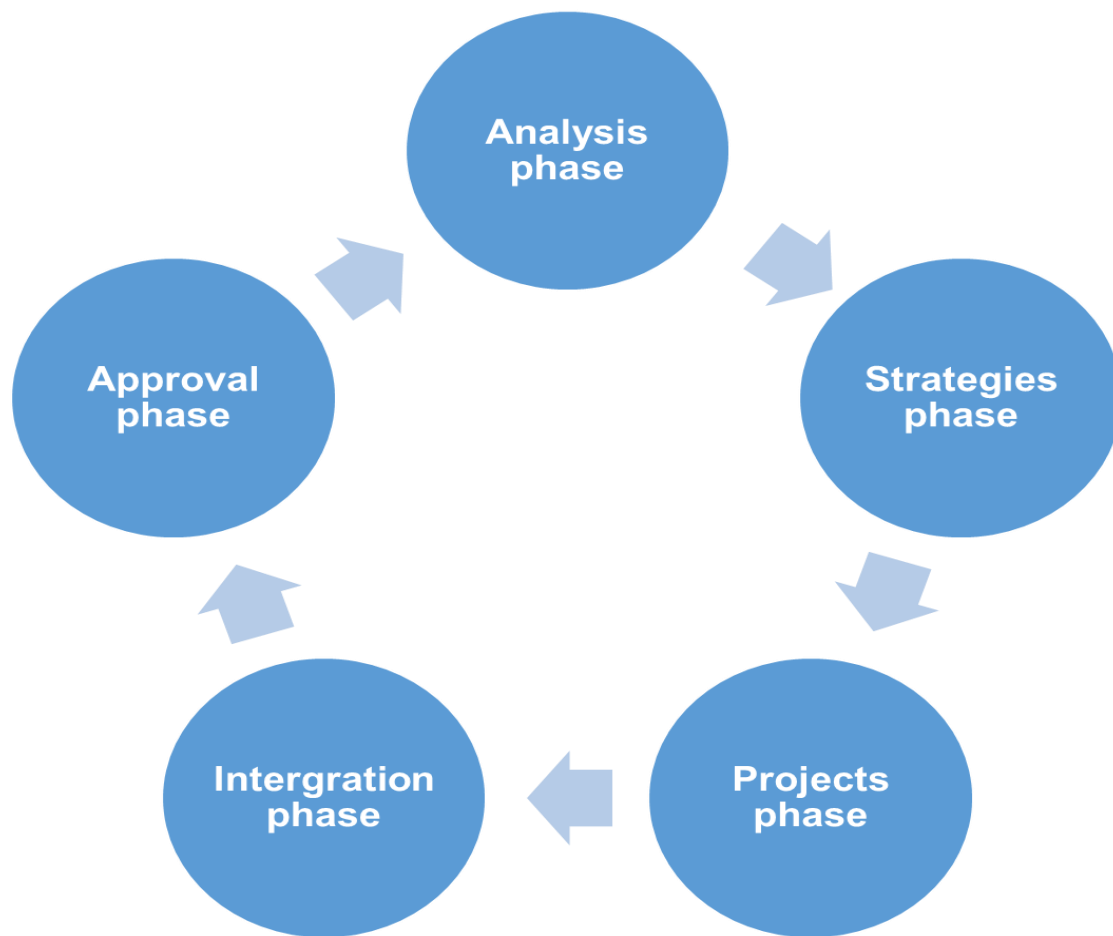 Analysis
phase
Strategies
phase
Projects
phase
Intergration
phase
Approval
phase